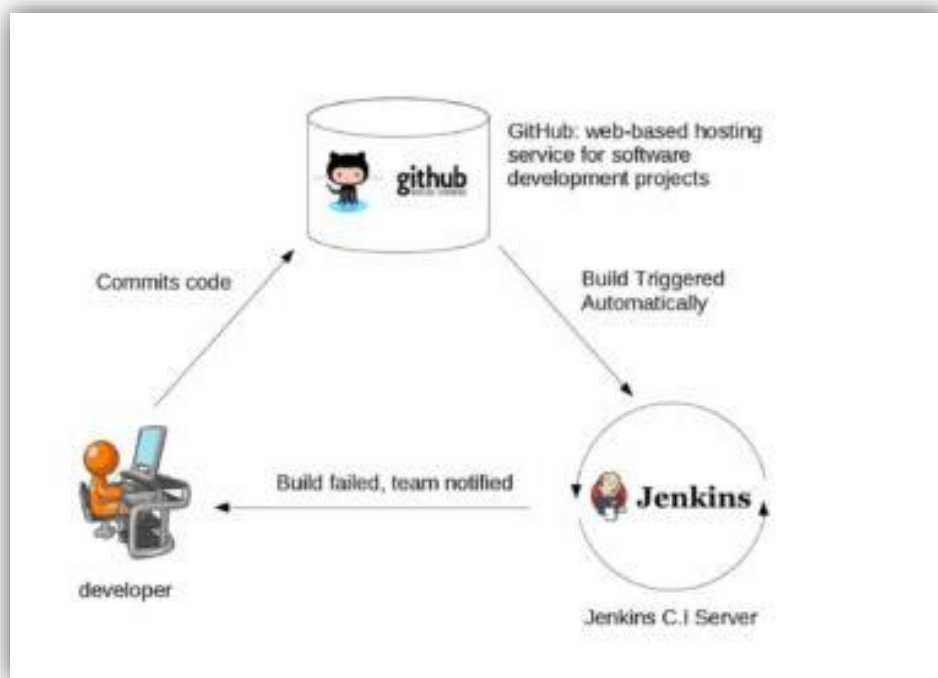 GitHub: web-based hosting
service for software
development projects
github
Commits code
Build Triggered
Automatically
Build failed, team notified
Jenkins
developer
Jenkins C.I Server